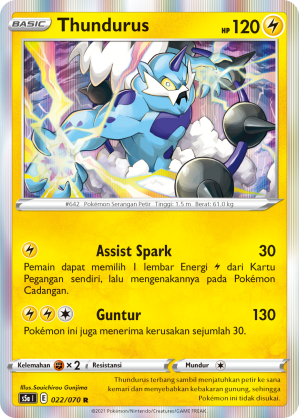 BASIC
Thundurus
HP 120
#642 Pokémon Serangan Petir Tinggi: 1.5 m Berat: 61.0 kg
Assist Spark 30
Pemain dapat memilih 1 lembar Energi dari Kartu
Pegangan sendiri, lalu mengenakannya pada Pokémon
Cadangan.
Guntur 130
Pokémon ini juga menerima kerusakan sejumlah 30.
Kelemahan × 2 Resistansi Mundur
Illus. Souichirou Gunjima
s5a I E 022/070 R
Thundurus terbang sambil menjatuhkan petir ke sana
kemari dan menyebabkan kebakaran gunung, sehingga
Pokémon ini tidak disukai.
©2021 Pokémon/Nintendo/Creatures/GAME FREAK